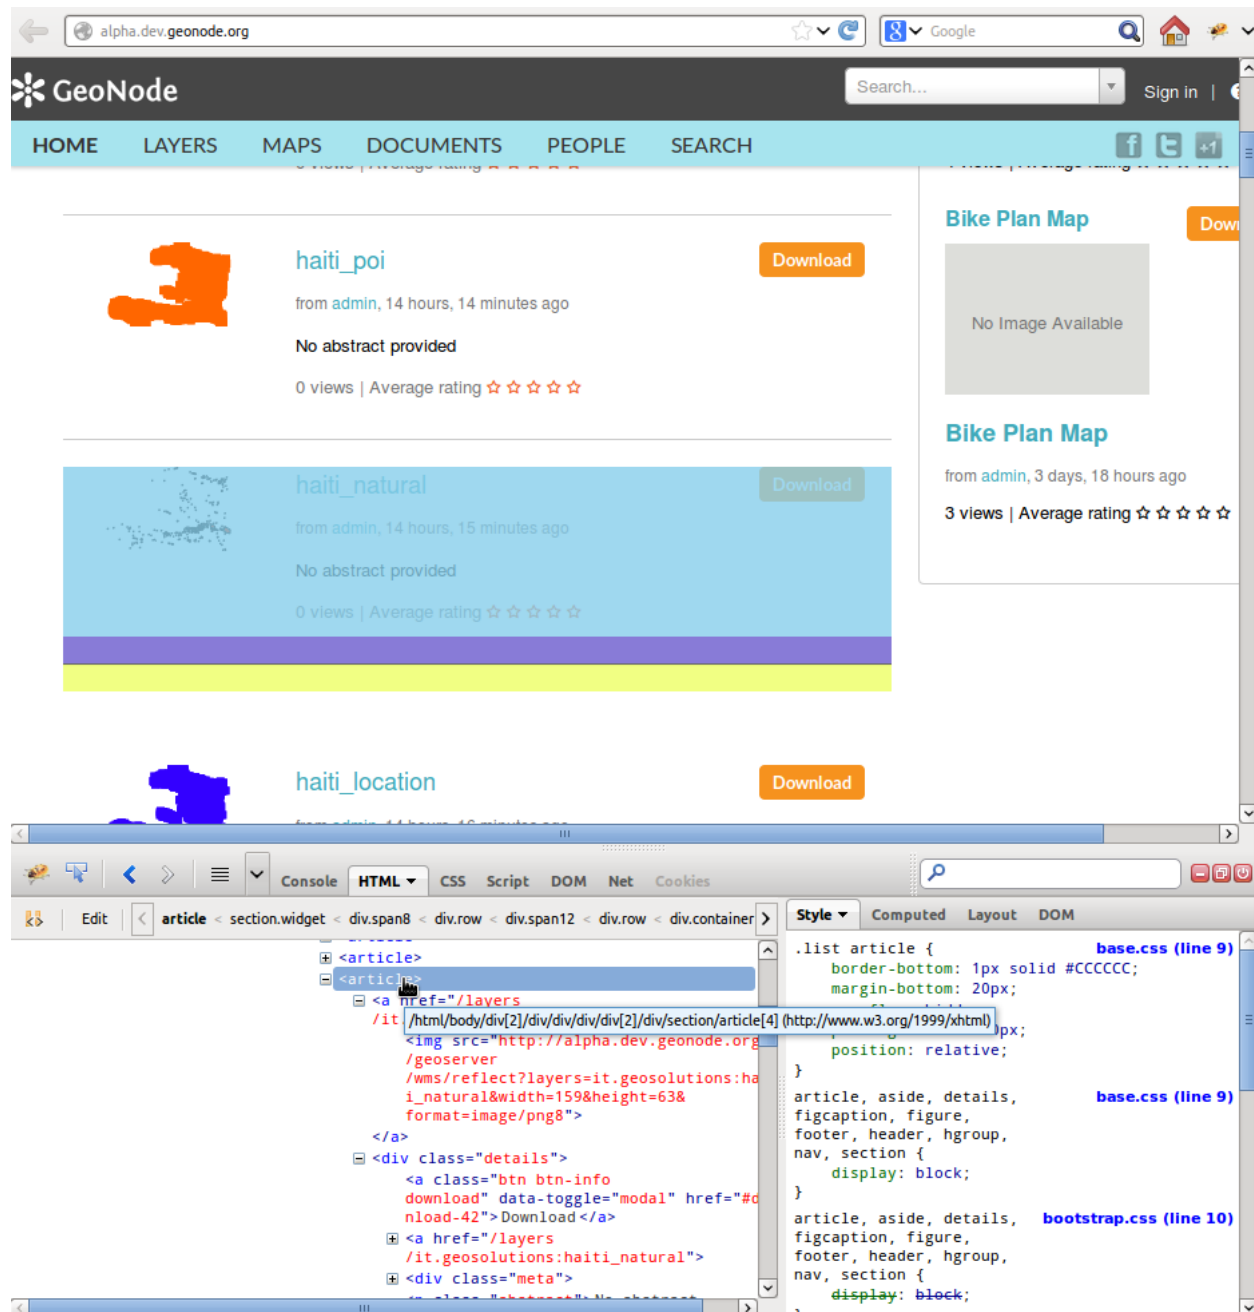 alpha.dev.geonode.org
Google
GeoNode
Search...
Sign in |
HOME LAYERS MAPS DOCUMENTS PEOPLE SEARCH
f t +1
views | Average rating
haiti_poi
Download
from admin, 14 hours, 14 minutes ago
No abstract provided
0 views | Average rating
haiti_natural
Download
from admin, 14 hours, 15 minutes ago
No abstract provided
0 views | Average rating
haiti_location
Download
views | Average rating
Bike Plan Map
No Image Available
Bike Plan Map
from admin, 3 days, 18 hours ago
3 views | Average rating
Console HTML CSS Script DOM Net Cookies
Edit
article < section.widget < div.span8 < div.row < div.span12 < div.row < div.container
<article>
<article>
<a href="/layers
/it.
/html/body/div[2]/div/div/div/div[2]/div/section/article[4] (http://www.w3.org/1999/xhtml)
<img src="http://alpha.dev.geonode.org
/geoserver
/wms/reflect?layers=it.geosolutions:ha
i_natural&width=159&height=63&
format=image/png8">
</a>
<div class="details">
<a class="btn btn-info
download" data-toggle="modal" href="#d
nload-42">Download</a>
<a href="/layers
/it.geosolutions:haiti_natural">
<div class="meta">
Style Computed Layout DOM
.list article { base.css (line 9)
border-bottom: 1px solid #CCCCCC;
margin-bottom: 20px;
px;
position: relative;
}
article, aside, details, base.css (line 9)
figcaption, figure,
footer, header, hgroup,
nav, section {
display: block;
}
article, aside, details, bootstrap.css (line 10)
figcaption, figure,
footer, header, hgroup,
nav, section {
display: block;